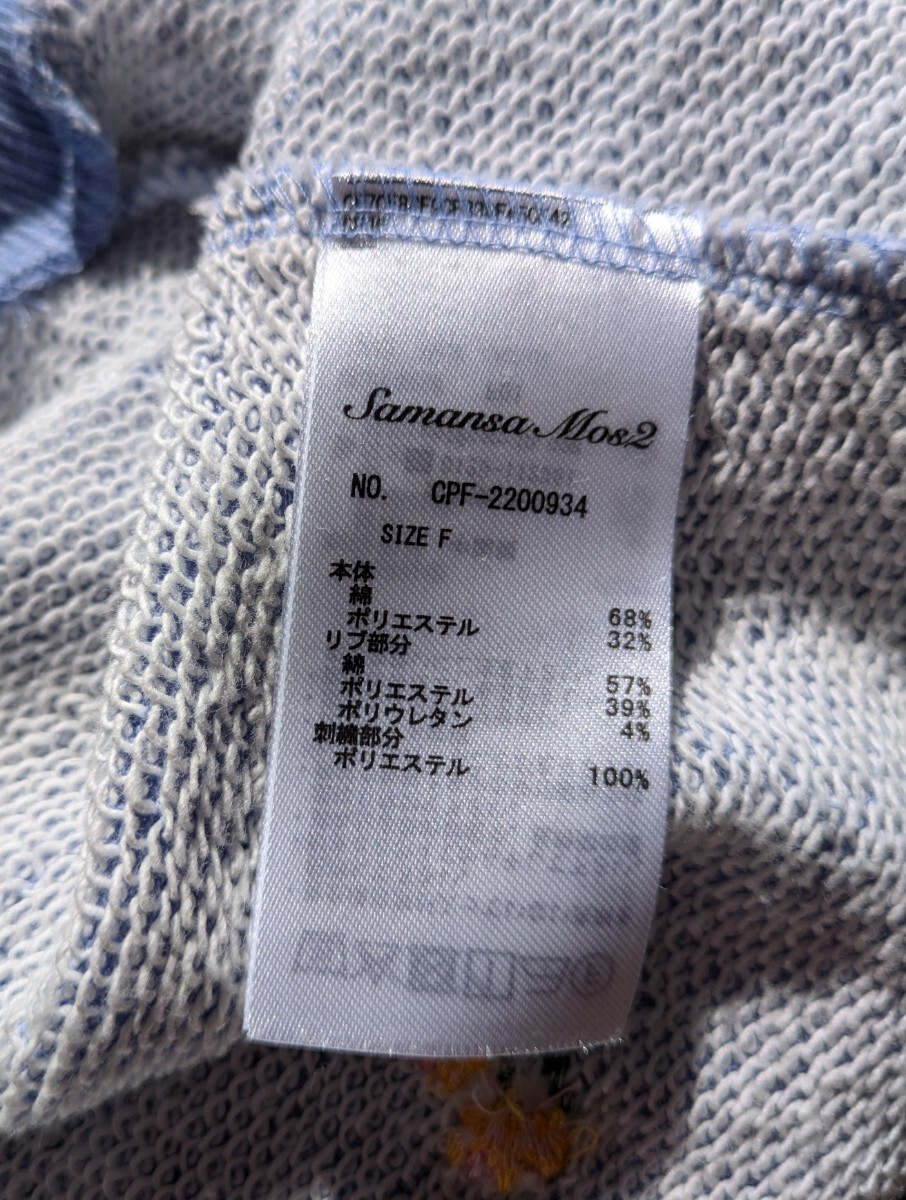 Samansa Mos2
NO. CPF-2200934
SIZE F
本体
綿 68%
ポリエステル 32%
リブ部分
綿 57%
ポリエステル 39%
ポリウレタン 4%
刺繍部分
ポリエステル 100%